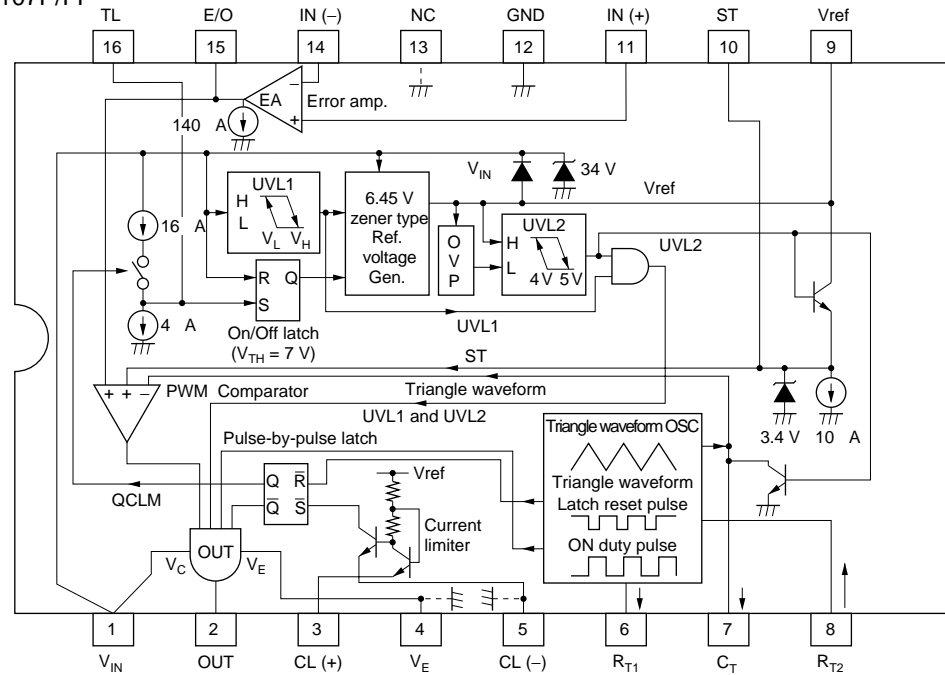 TL E/O IN (−) NC GND IN (+) ST Vref
16 15 14 13 12 11 10 9
EA
−
+
Error amp.
140 A
V_IN
34 V
Vref
UVL1
H
L
V_L V_H
6.45 V
zener type
Ref.
voltage
Gen.
O
V
P
UVL2
H
L
4 V 5 V
UVL2
16 A
R Q
S
On/Off latch
(V_TH = 7 V)
4 A
UVL1
ST
+ + −
PWM Comparator
Triangle waveform
UVL1 and UVL2
3.4 V
10 A
Pulse-by-pulse latch
Triangle waveform OSC
Triangle waveform
Latch reset pulse
ON duty pulse
Q R̅
Q̅ S̅
QCLM
Vref
Current
limiter
V_C OUT V_E
1 2 3 4 5 6 7 8
V_IN OUT CL (+) V_E CL (−) R_T1 C_T R_T2